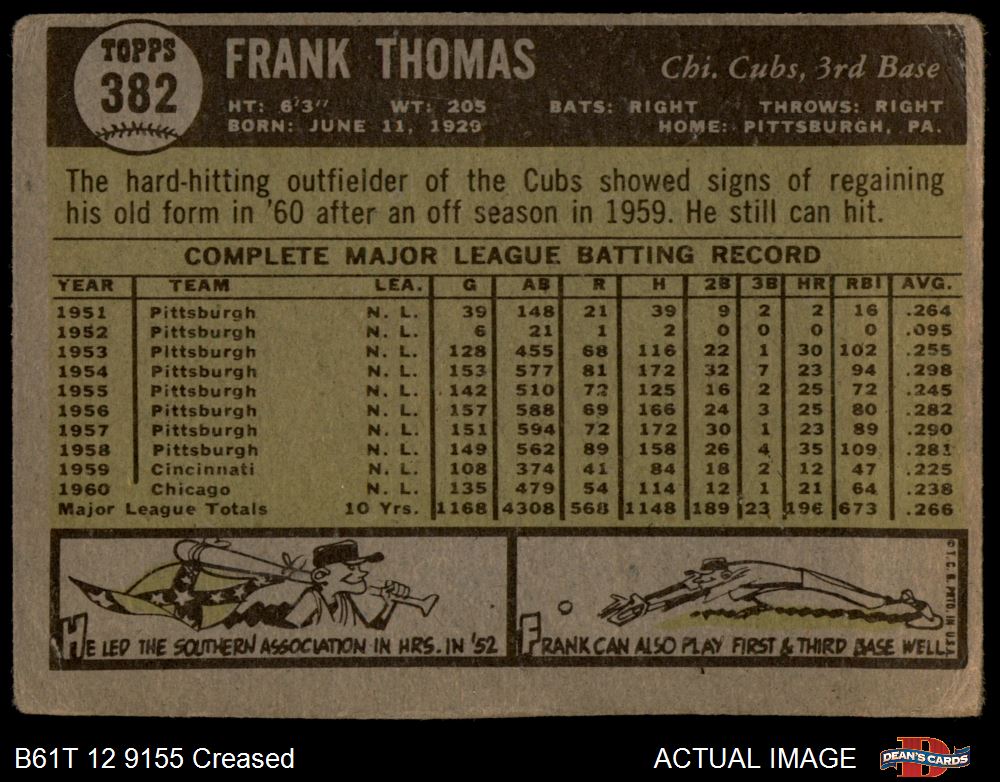 TOPPS
382
FRANK THOMAS
Chi. Cubs, 3rd Base
HT: 6'3" WT: 205 BATS: RIGHT THROWS: RIGHT
BORN: JUNE 11, 1929 HOME: PITTSBURGH, PA.
The hard-hitting outfielder of the Cubs showed signs of regaining
his old form in '60 after an off season in 1959. He still can hit.
COMPLETE MAJOR LEAGUE BATTING RECORD
YEAR TEAM LEA. G AB R H 2B 3B HR RBI AVG.
1951 Pittsburgh N. L. 39 148 21 39 9 2 2 16 .264
1952 Pittsburgh N. L. 6 21 1 2 0 0 0 0 .095
1953 Pittsburgh N. L. 128 455 68 116 22 1 30 102 .255
1954 Pittsburgh N. L. 153 577 81 172 32 7 23 94 .298
1955 Pittsburgh N. L. 142 510 72 125 16 2 25 72 .245
1956 Pittsburgh N. L. 157 588 69 166 24 3 25 80 .282
1957 Pittsburgh N. L. 151 594 72 172 30 1 23 89 .290
1958 Pittsburgh N. L. 149 562 89 158 26 4 35 109 .281
1959 Cincinnati N. L. 108 374 41 84 18 2 12 47 .225
1960 Chicago N. L. 135 479 54 114 12 1 21 64 .238
Major League Totals 10 Yrs. 1168 4308 568 1148 189 23 196 673 .266
HE LED THE SOUTHERN ASSOCIATION IN HRS. IN '52
FRANK CAN ALSO PLAY FIRST & THIRD BASE WELL!
© T. C. G. PRTD. IN U.S.A.
B61T 12 9155 Creased
ACTUAL IMAGE
DEAN'S CARDS